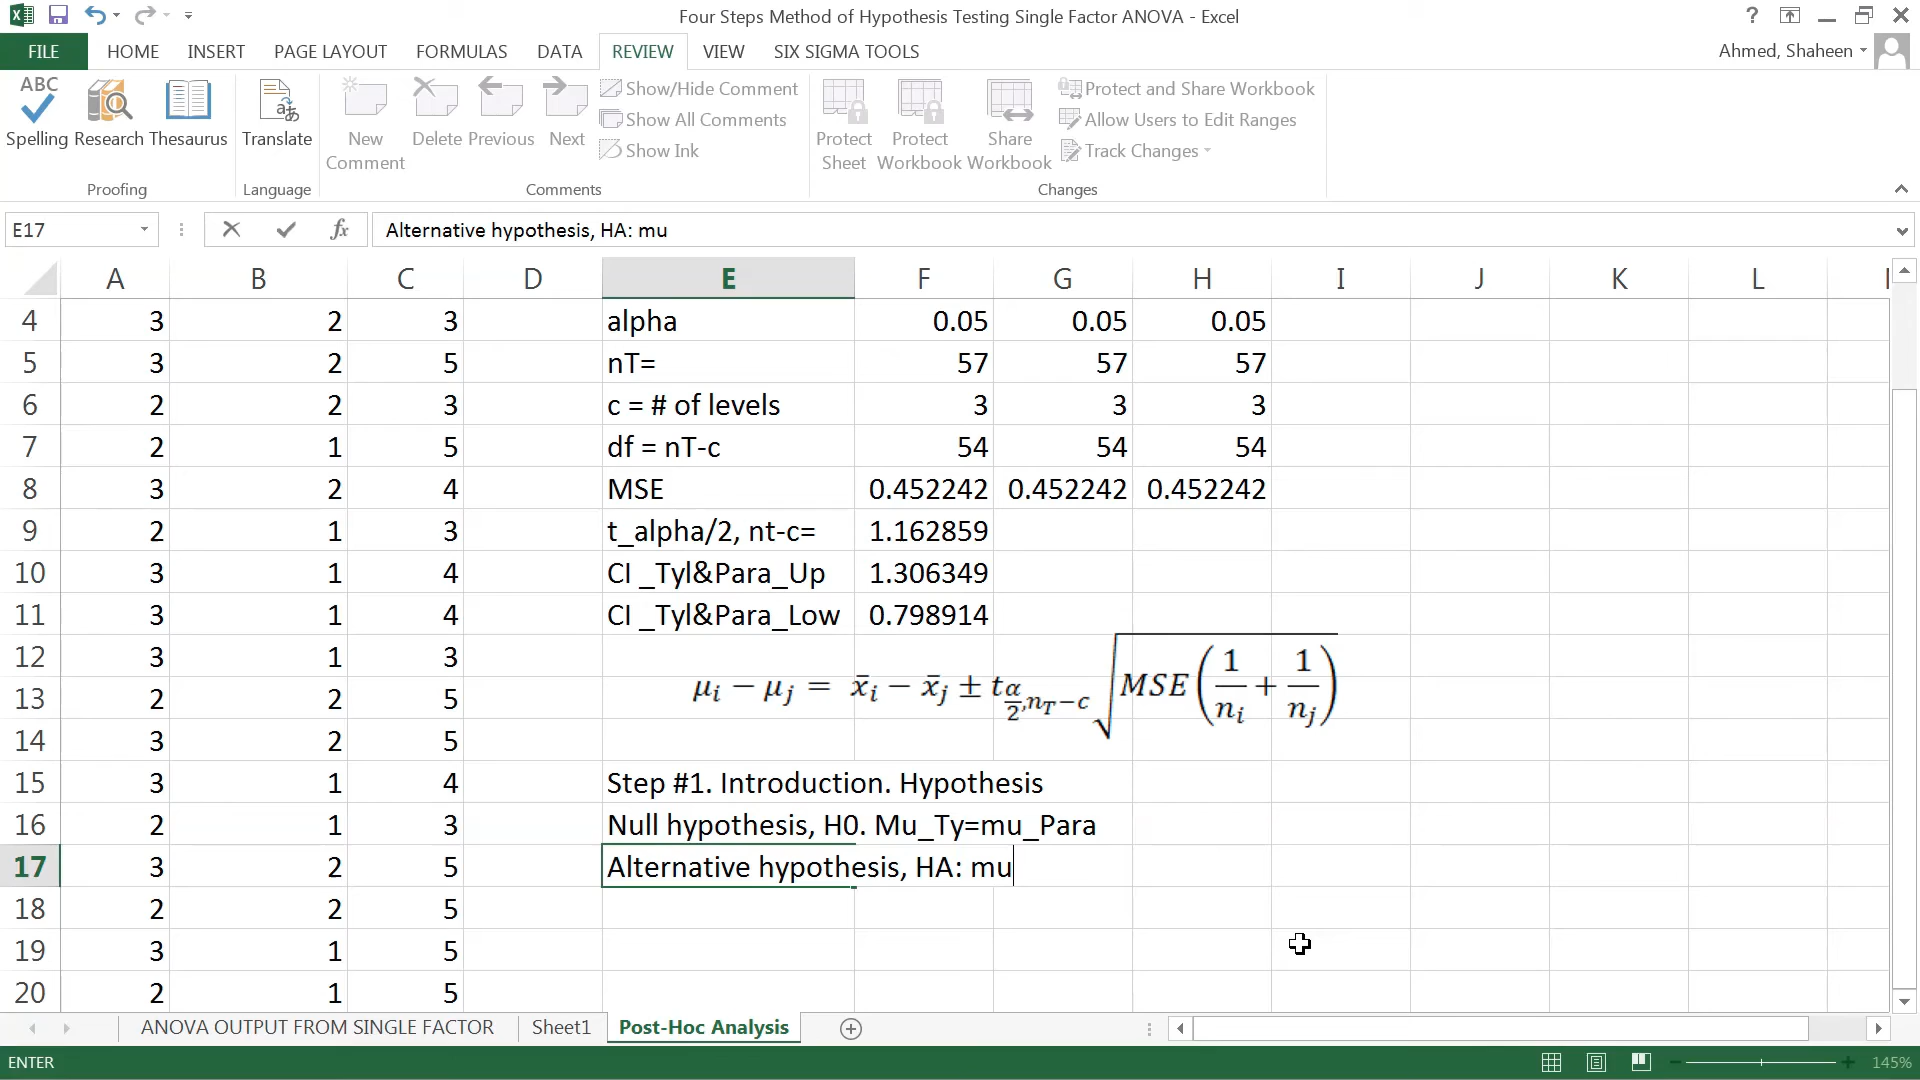 Four Steps Method of Hypothesis Testing Single Factor ANOVA - Excel
?
FILE HOME INSERT PAGE LAYOUT FORMULAS DATA REVIEW VIEW SIX SIGMA TOOLS
Ahmed, Shaheen
ABC
Spelling Research Thesaurus
Proofing
Translate
Language
New Comment
Delete Previous Next
Show/Hide Comment
Show All Comments
Show Ink
Comments
Protect Sheet
Protect Workbook
Share Workbook
Protect and Share Workbook
Allow Users to Edit Ranges
Track Changes
Changes
E17 fx Alternative hypothesis, HA: mu
A B C D E F G H I J K L
4 3 2 3 alpha 0.05 0.05 0.05
5 3 2 5 nT= 57 57 57
6 2 2 3 c = # of levels 3 3 3
7 2 1 5 df = nT-c 54 54 54
8 3 2 4 MSE 0.452242 0.452242 0.452242
9 2 1 3 t_alpha/2, nt-c= 1.162859
10 3 1 4 CI _Tyl&Para_Up 1.306349
11 3 1 4 CI _Tyl&Para_Low 0.798914
12 3 1 3
13 2 2 5
μi − μj = x̄i − x̄j ± tα/2,nT−c √MSE(1/ni + 1/nj)
14 3 2 5
15 3 1 4 Step #1. Introduction. Hypothesis
16 2 1 3 Null hypothesis, H0. Mu_Ty=mu_Para
17 3 2 5 Alternative hypothesis, HA: mu
18 2 2 5
19 3 1 5
20 2 1 5
ANOVA OUTPUT FROM SINGLE FACTOR Sheet1 Post-Hoc Analysis
ENTER 145%